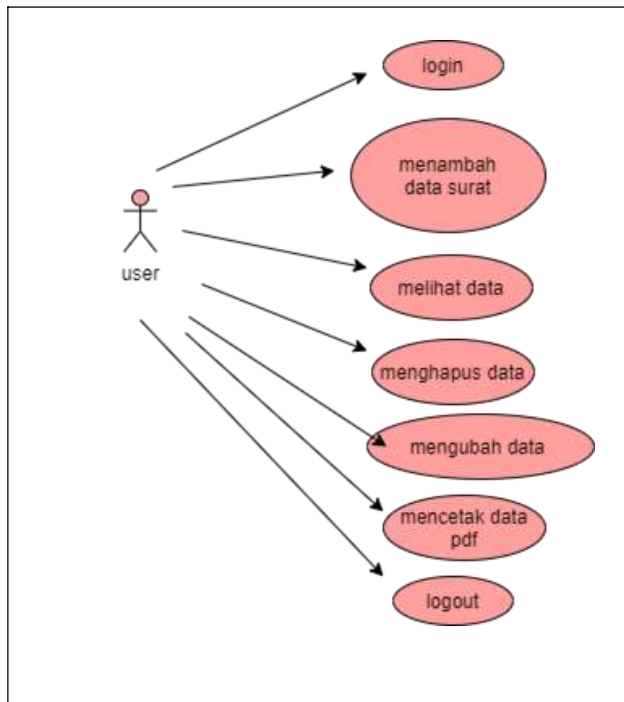 login
menambah
data surat
user
melihat data
menghapus data
mengubah data
mencetak data
pdf
logout